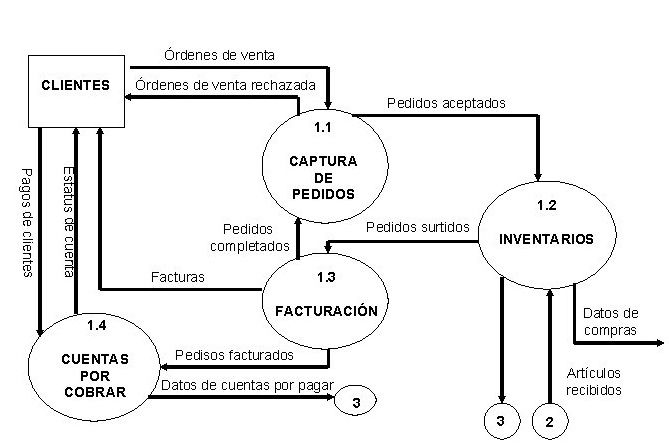 Órdenes de venta
CLIENTES
Órdenes de venta rechazada
Pedidos aceptados
1.1
CAPTURA
DE
PEDIDOS
Pagos de clientes
Estatus de cuenta
1.2
INVENTARIOS
Pedidos
completados
Pedidos surtidos
Facturas
1.3
FACTURACIÓN
1.4
CUENTAS
POR
COBRAR
Pedisos facturados
Datos de cuentas por pagar
3
Datos de
compras
Artículos
recibidos
3
2